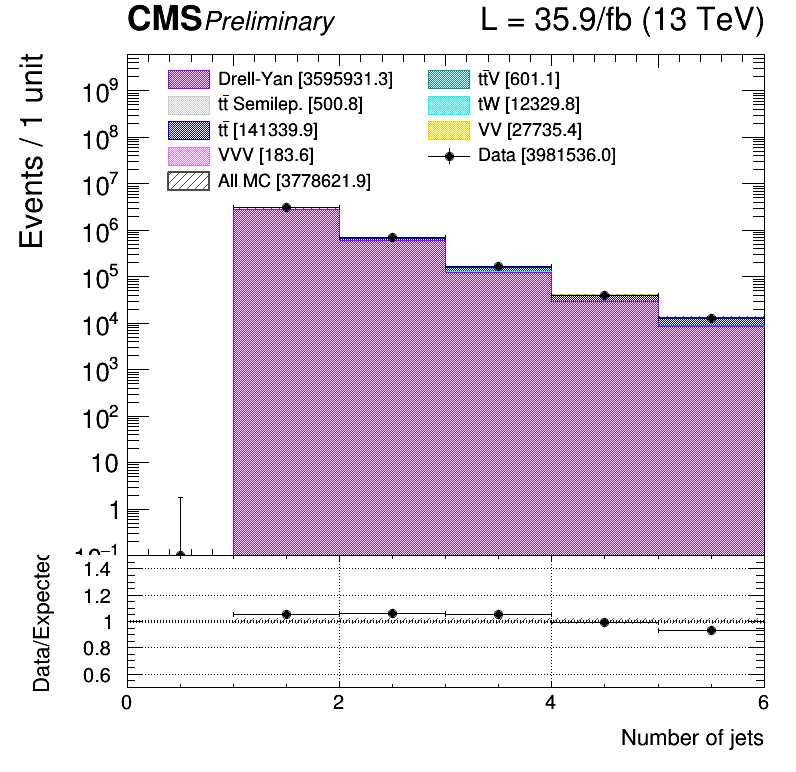 CMS Preliminary L = 35.9/fb (13 TeV)
Events / 1 unit
Drell-Yan [3595931.3]
tt̄ Semilep. [500.8]
tt̄ [141339.9]
VVV [183.6]
All MC [3778621.9]
tt̄V [601.1]
tW [12329.8]
VV [27735.4]
Data [3981536.0]
10⁹
10⁸
10⁷
10⁶
10⁵
10⁴
10³
10²
10
1
10⁻¹
Data/Expected
1.4
1.2
1
0.8
0.6
0 2 4 6
Number of jets